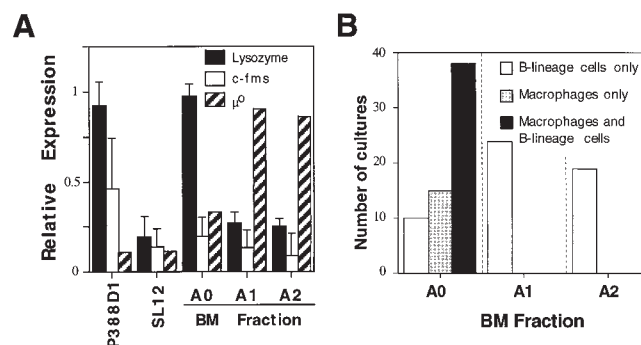 A
Relative Expression
1
0.5
0
Lysozyme
c-fms
μo
P388D1
SL12
A0 A1 A2
BM Fraction
B
Number of cultures
40
30
20
10
0
B-lineage cells only
Macrophages only
Macrophages and
B-lineage cells
A0 A1 A2
BM Fraction